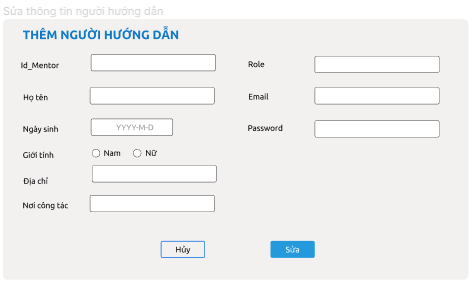 Sửa thông tin người hướng dẫn
THÊM NGƯỜI HƯỚNG DẪN
Id_Mentor
Role
Họ tên
Email
Ngày sinh YYYY-M-D
Password
Giới tính Nam Nữ
Địa chỉ
Nơi công tác
Hủy Sửa